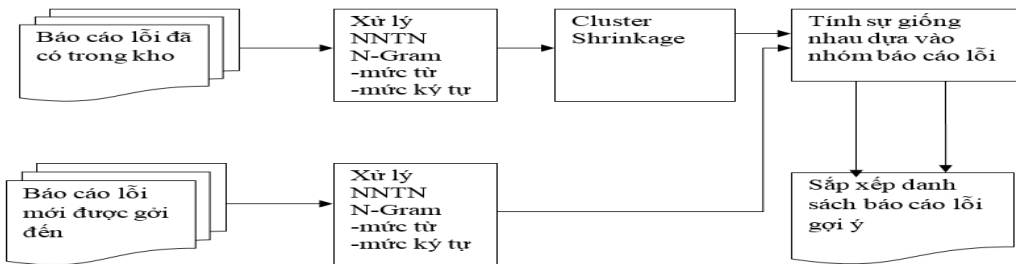 Báo cáo lỗi đã
có trong kho
Xử lý
NNTN
N-Gram
-mức từ
-mức ký tự
Cluster
Shrinkage
Tính sự giống
nhau dựa vào
nhóm báo cáo lỗi
Báo cáo lỗi
mới được gởi
đến
Xử lý
NNTN
N-Gram
-mức từ
-mức ký tự
Sắp xếp danh
sách báo cáo lỗi
gợi ý